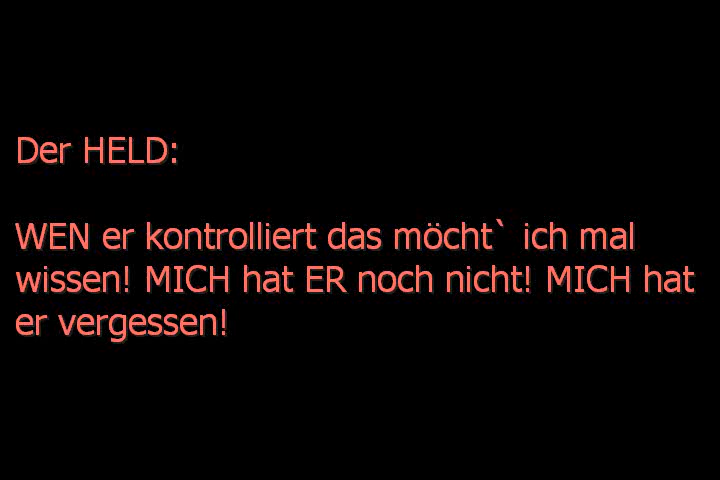 Der HELD:
WEN er kontrolliert das möcht` ich mal
wissen! MICH hat ER noch nicht! MICH hat
er vergessen!